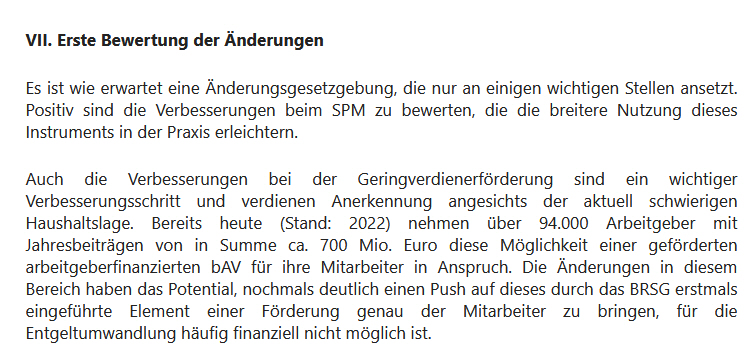 VII. Erste Bewertung der Änderungen
Es ist wie erwartet eine Änderungsgesetzgebung, die nur an einigen wichtigen Stellen ansetzt.
Positiv sind die Verbesserungen beim SPM zu bewerten, die die breitere Nutzung dieses
Instruments in der Praxis erleichtern.
Auch die Verbesserungen bei der Geringverdienerförderung sind ein wichtiger
Verbesserungsschritt und verdienen Anerkennung angesichts der aktuell schwierigen
Haushaltslage. Bereits heute (Stand: 2022) nehmen über 94.000 Arbeitgeber mit
Jahresbeiträgen von in Summe ca. 700 Mio. Euro diese Möglichkeit einer geförderten
arbeitgeberfinanzierten bAV für ihre Mitarbeiter in Anspruch. Die Änderungen in diesem
Bereich haben das Potential, nochmals deutlich einen Push auf dieses durch das BRSG erstmals
eingeführte Element einer Förderung genau der Mitarbeiter zu bringen, für die
Entgeltumwandlung häufig finanziell nicht möglich ist.